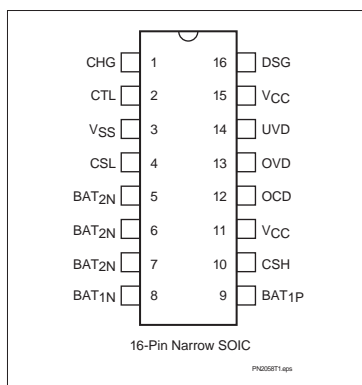 CHG 1 16 DSG
CTL 2 15 VCC
VSS 3 14 UVD
CSL 4 13 OVD
BAT2N 5 12 OCD
BAT2N 6 11 VCC
BAT2N 7 10 CSH
BAT1N 8 9 BAT1P
16-Pin Narrow SOIC
PN2058T1.eps